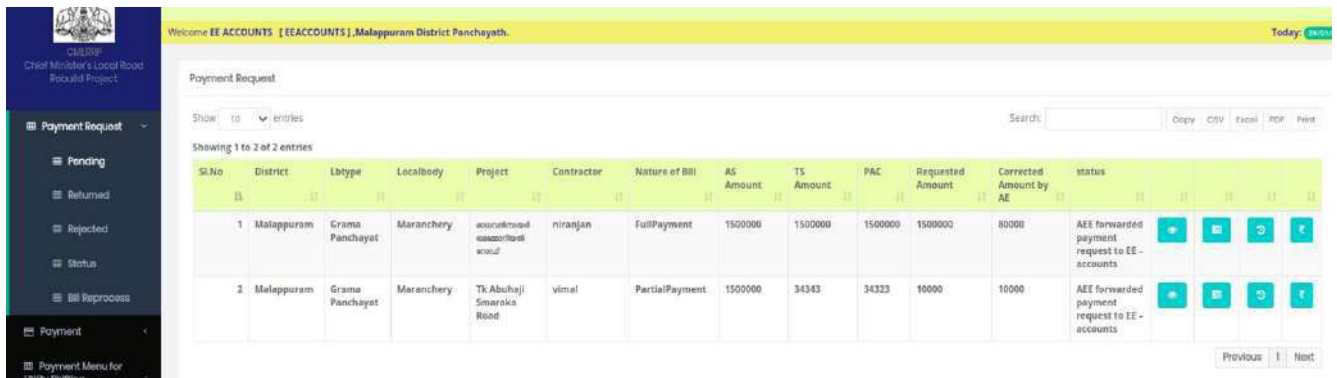 Welcome EE ACCOUNTS [ EEACCOUNTS ] ,Malappuram District Panchayath.
Today:
CMLRRP
Chief Minister's Local Road
Rebuild Project
Payment Request
Payment Request
Pending
Returned
Rejected
Status
Bill Reprocess
Payment
Payment Menu for
Show 10 entries
Search:
Copy CSV Excel PDF Print
Showing 1 to 2 of 2 entries
Sl.No District Lbtype Localbody Project Contractor Nature of Bill AS Amount TS Amount PAC Requested Amount Corrected Amount by AE status
1 Malappuram Grama Panchayat Maranchery niranjan FullPayment 1500000 1500000 1500000 1500000 80000 AEE forwarded payment request to EE - accounts
2 Malappuram Grama Panchayat Maranchery Tk Abuhaji Smaraka Road vimal PartialPayment 1500000 34343 34323 10000 10000 AEE forwarded payment request to EE - accounts
Previous 1 Next